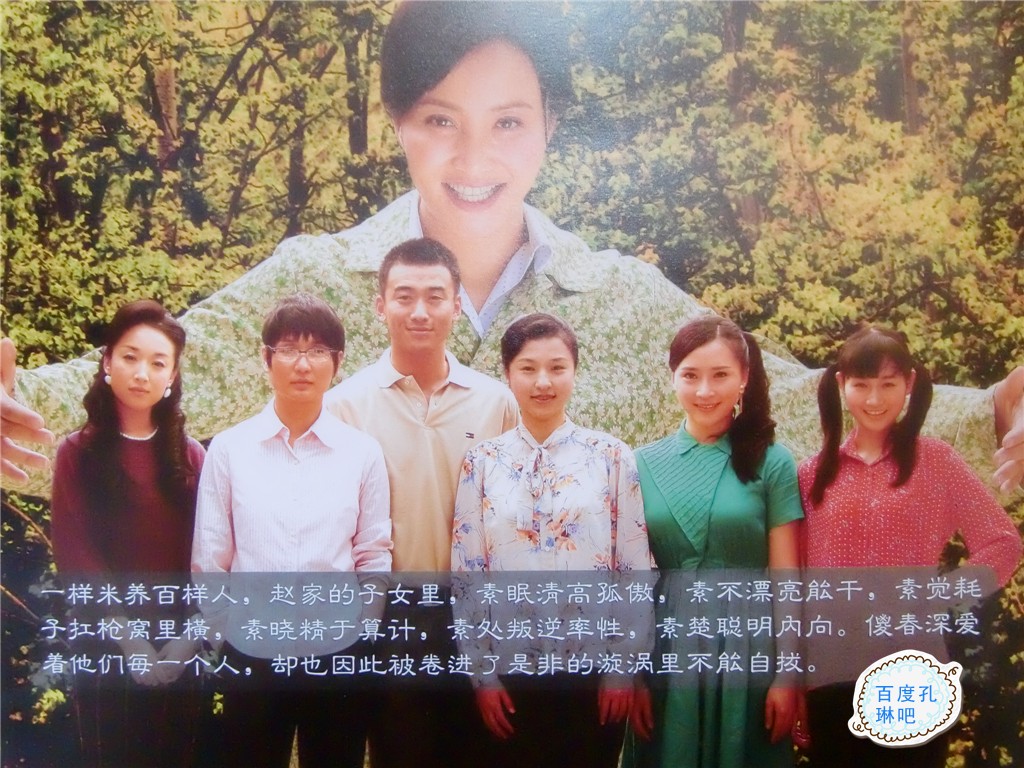 一样米养百样人，赵家的子女里，素眠清高孤傲，素不漂亮能干，素觉耗
子扛枪窝里横，素晓精于算计，素处叛逆率性，素楚聪明内向。傻春深爱
着他们每一个人，却也因此被卷进了是非的漩涡里不能自拔。
百度孔
琳吧